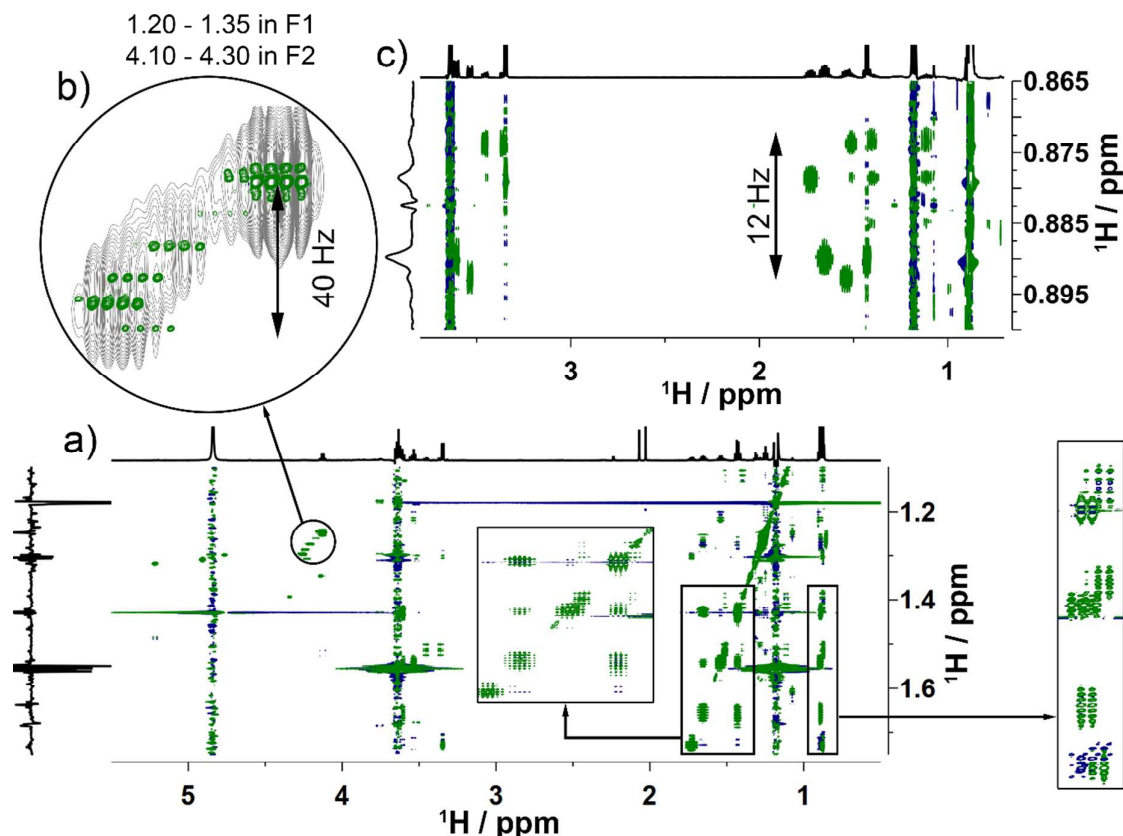 1.20 - 1.35 in F1
4.10 - 4.30 in F2
b)
40 Hz
c)
12 Hz
0.865
0.875
0.885
0.895
¹H / ppm
3
2
1
¹H / ppm
a)
1.2
1.4
1.6
¹H / ppm
5
4
3
2
1
¹H / ppm